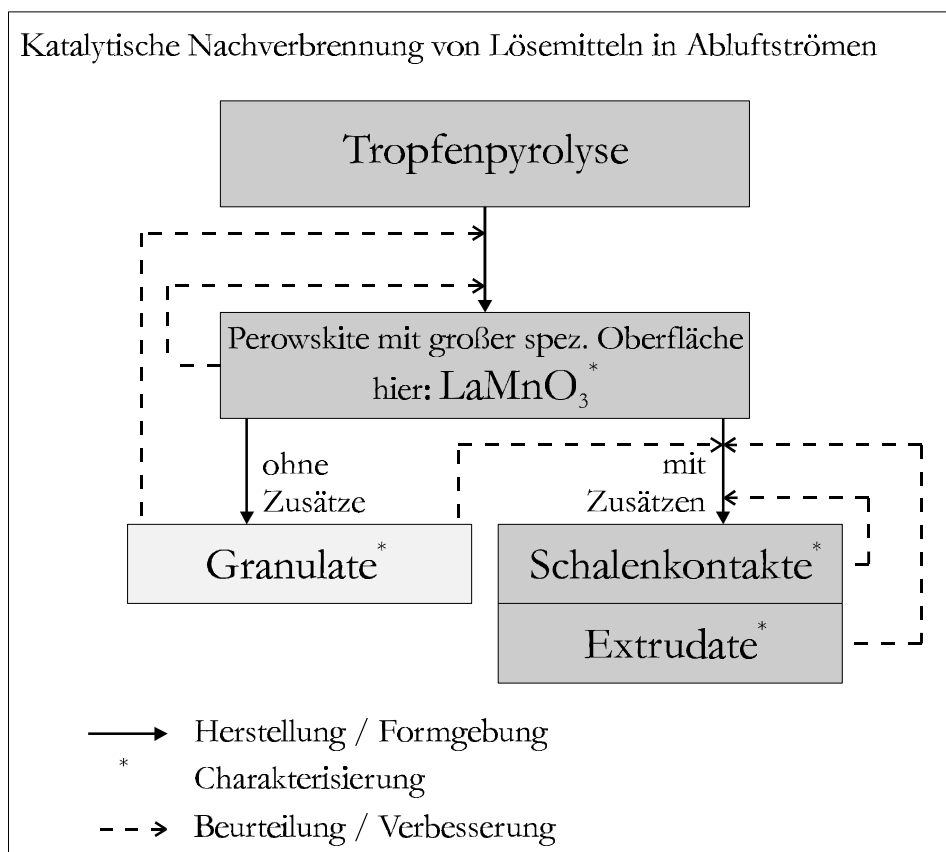 Katalytische Nachverbrennung von Lösemitteln in Abluftströmen
Tropfenpyrolyse
Perowskite mit großer spez. Oberfläche
hier: LaMnO₃*
ohne
Zusätze
mit
Zusätzen
Granulate*
Schalenkontakte*
Extrudate*
Herstellung / Formgebung
* Charakterisierung
Beurteilung / Verbesserung